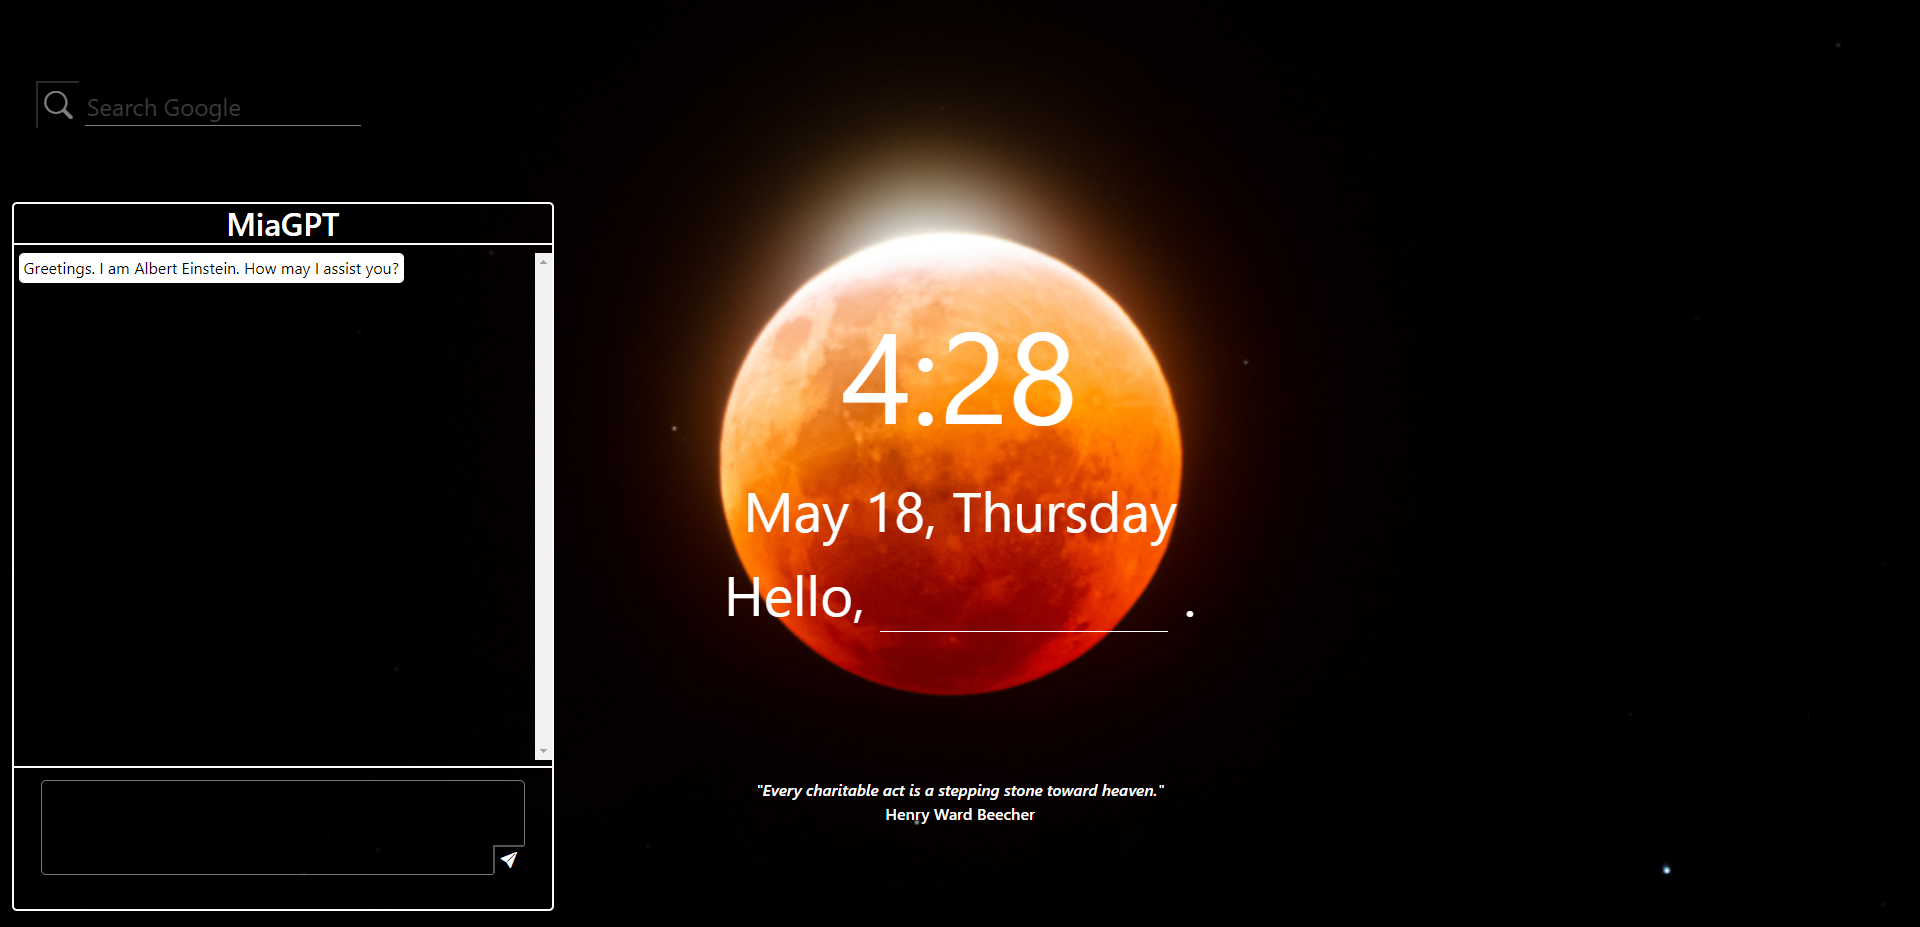 Search Google
MiaGPT
Greetings. I am Albert Einstein. How may I assist you?
4:28
May 18, Thursday
Hello, .
"Every charitable act is a stepping stone toward heaven."
Henry Ward Beecher